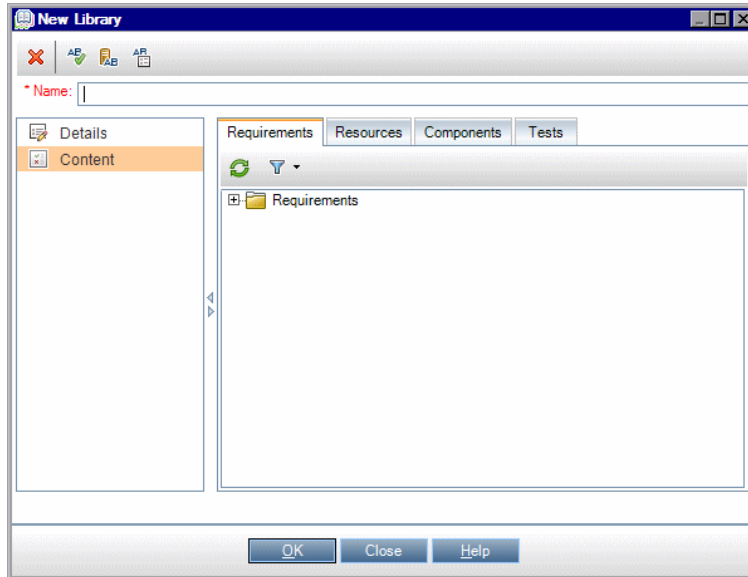 New Library
* Name:
Details
Content
Requirements Resources Components Tests
Requirements
OK Close Help